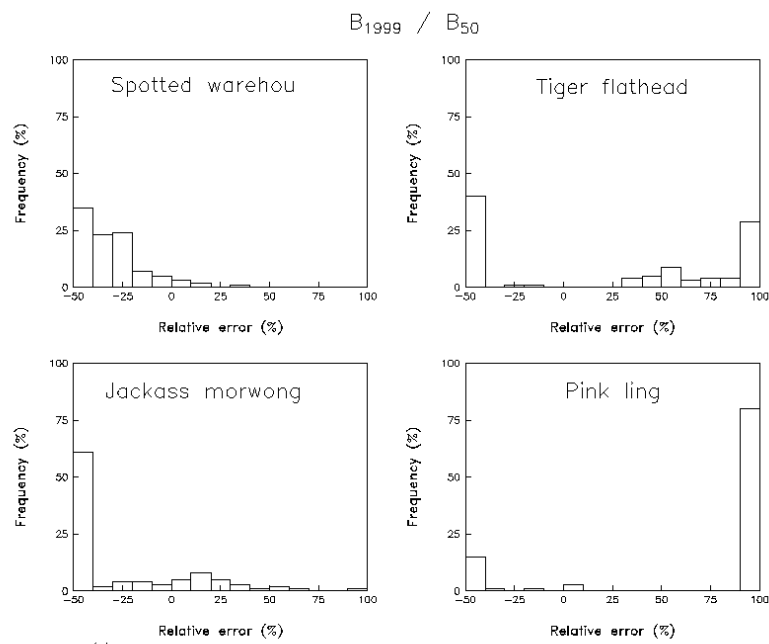 B1999 / B50
Spotted warehou
Frequency (%)
100
75
50
25
0
−50 −25 0 25 50 75 100
Relative error (%)
Tiger flathead
Frequency (%)
100
75
50
25
0
−50 −25 0 25 50 75 100
Relative error (%)
Jackass morwong
Frequency (%)
100
75
50
25
0
−50 −25 0 25 50 75 100
Relative error (%)
Pink ling
Frequency (%)
100
75
50
25
0
−50 −25 0 25 50 75 100
Relative error (%)